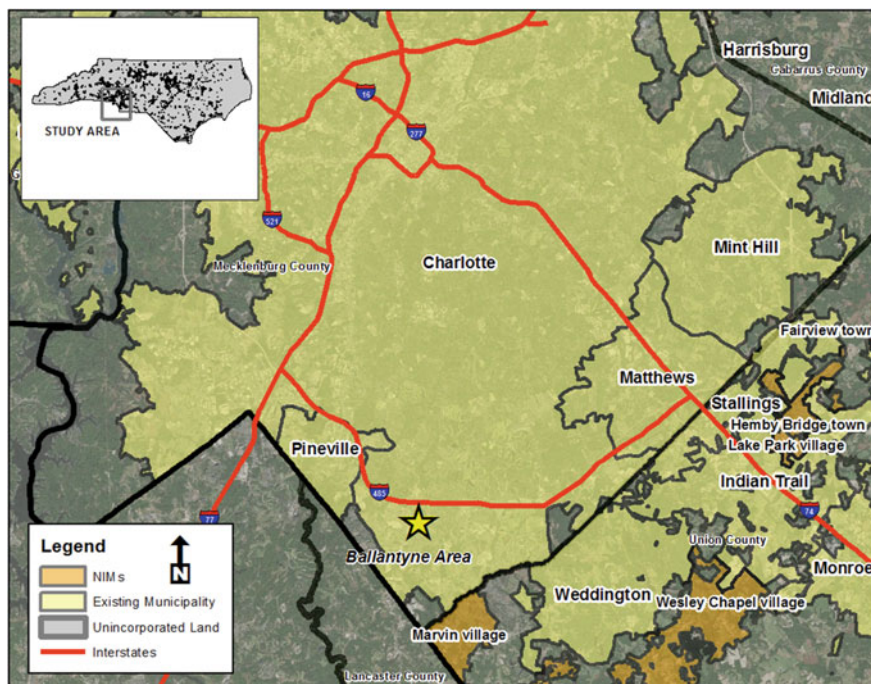 STUDY AREA
Harrisburg
Cabarrus County
Midland
16
277
Mint Hill
521
Mecklenburg County
Charlotte
Fairview town
Matthews
Stallings
Hemby Bridge town
Lake Park village
Pineville
Indian Trail
485
74
77
Ballantyne Area
Union County
Monroe
Weddington
Wesley Chapel village
Marvin village
Lancaster County
Legend
N
NIMs
Existing Municipality
Unincorporated Land
Interstates